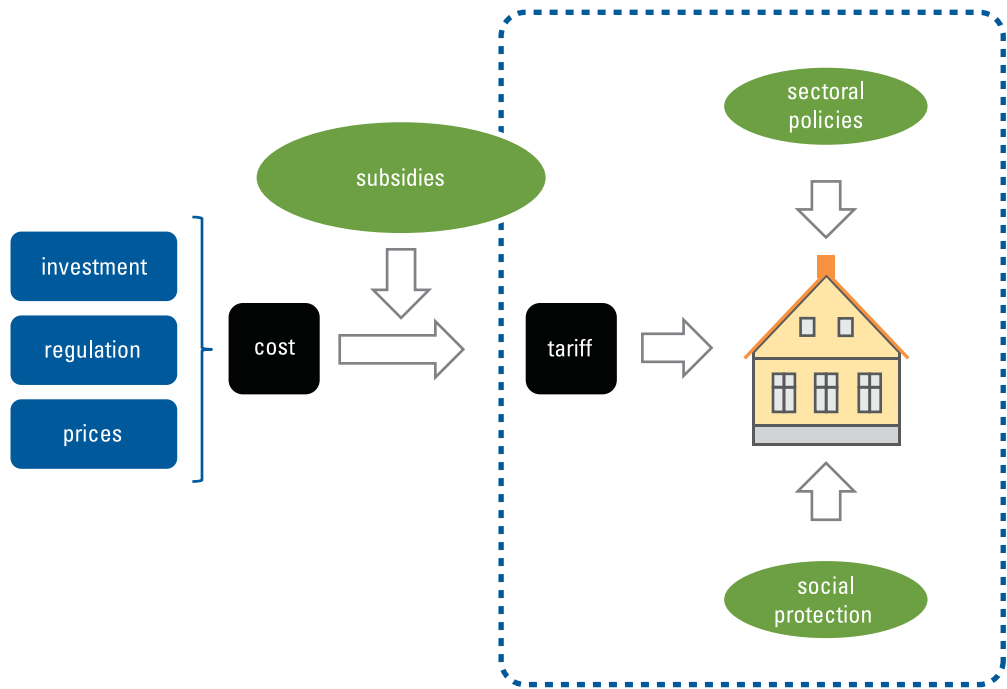 sectoral
policies
subsidies
investment
regulation
prices
cost
tariff
social
protection